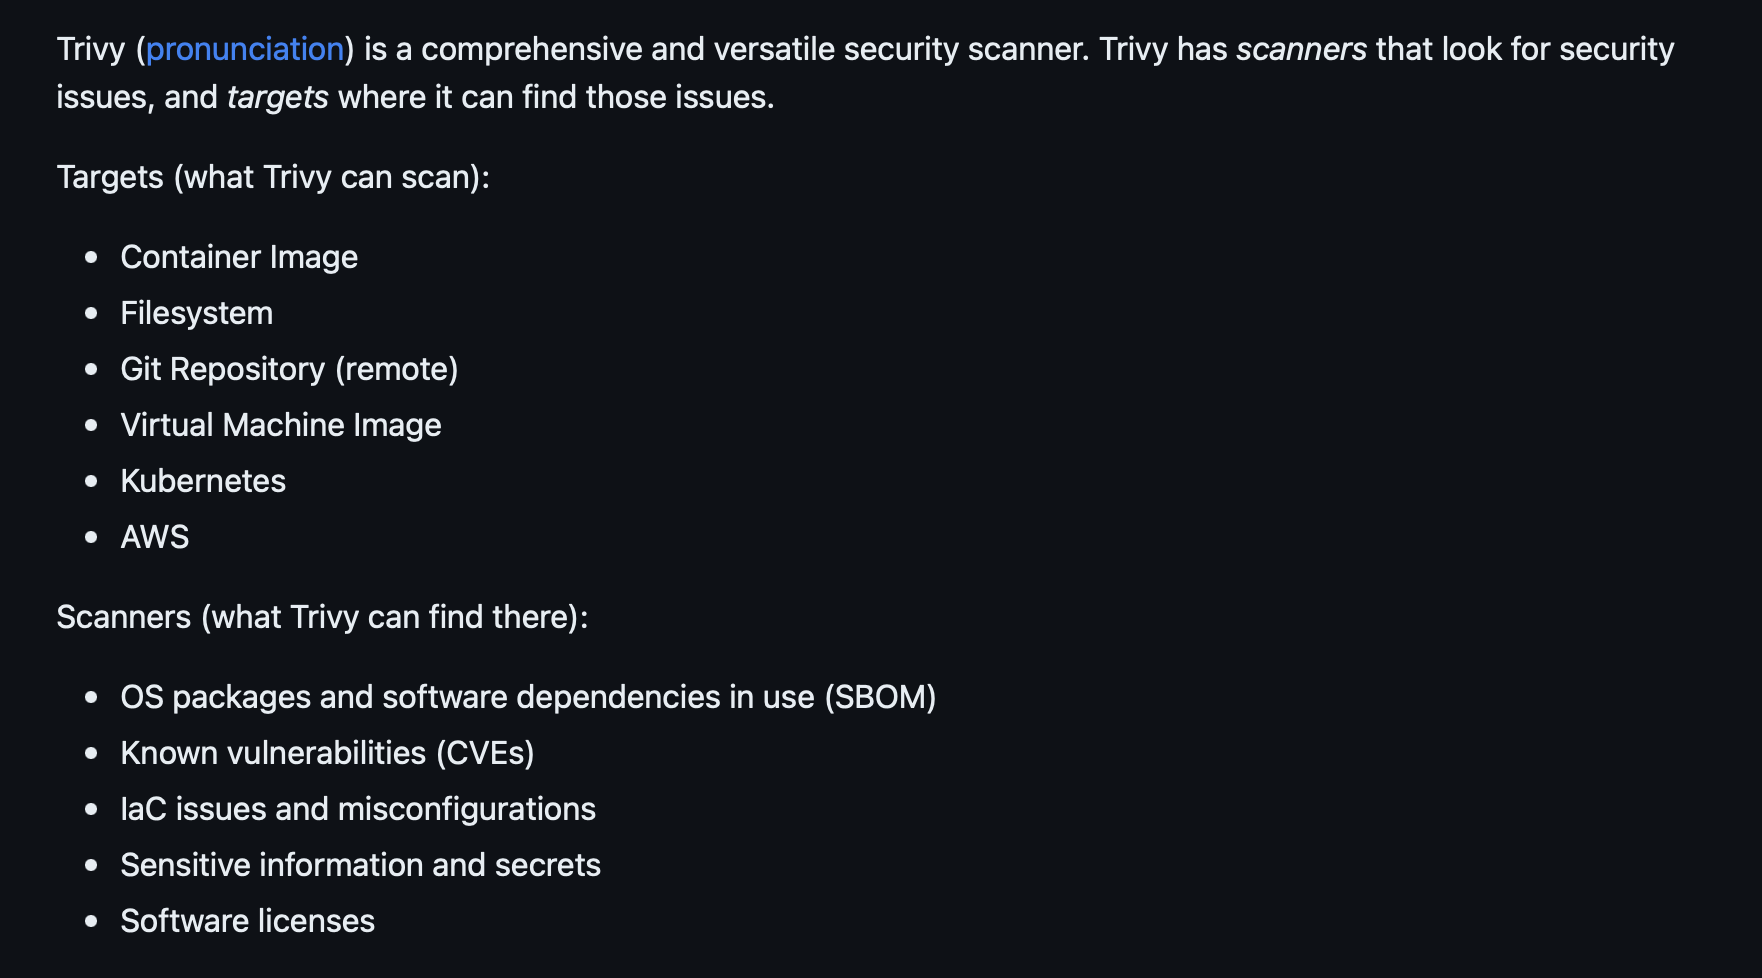 Trivy (pronunciation) is a comprehensive and versatile security scanner. Trivy has scanners that look for security
issues, and targets where it can find those issues.
Targets (what Trivy can scan):
• Container Image
• Filesystem
• Git Repository (remote)
• Virtual Machine Image
• Kubernetes
• AWS
Scanners (what Trivy can find there):
• OS packages and software dependencies in use (SBOM)
• Known vulnerabilities (CVEs)
• IaC issues and misconfigurations
• Sensitive information and secrets
• Software licenses